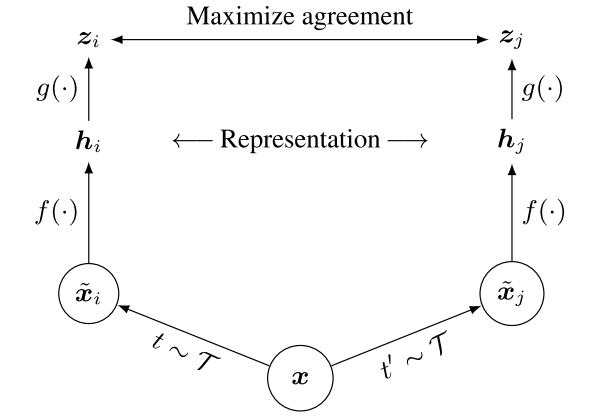 Maximize agreement
z_i z_j
g(·) g(·)
h_i ←— Representation —→ h_j
f(·) f(·)
x̃_i x̃_j
t ∼ 𝒯 t′ ∼ 𝒯
x